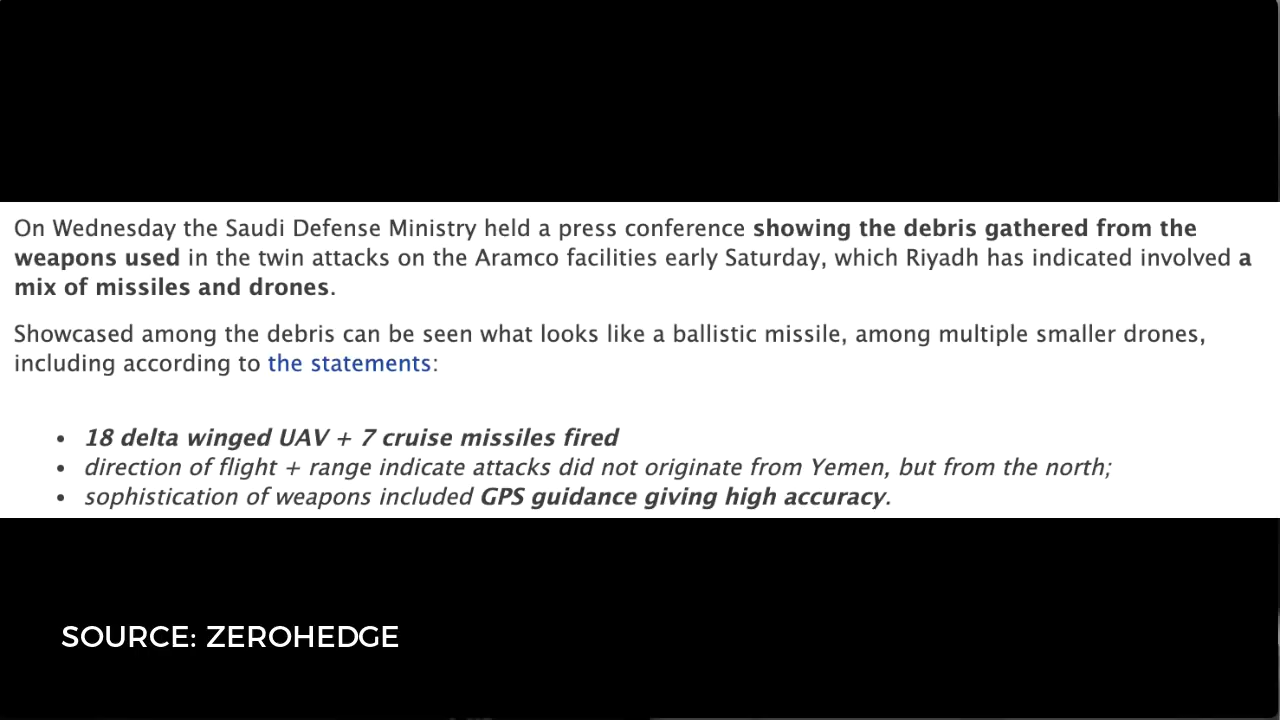 On Wednesday the Saudi Defense Ministry held a press conference showing the debris gathered from the
weapons used in the twin attacks on the Aramco facilities early Saturday, which Riyadh has indicated involved a
mix of missiles and drones.
Showcased among the debris can be seen what looks like a ballistic missile, among multiple smaller drones,
including according to the statements:
• 18 delta winged UAV + 7 cruise missiles fired
• direction of flight + range indicate attacks did not originate from Yemen, but from the north;
• sophistication of weapons included GPS guidance giving high accuracy.
SOURCE: ZEROHEDGE